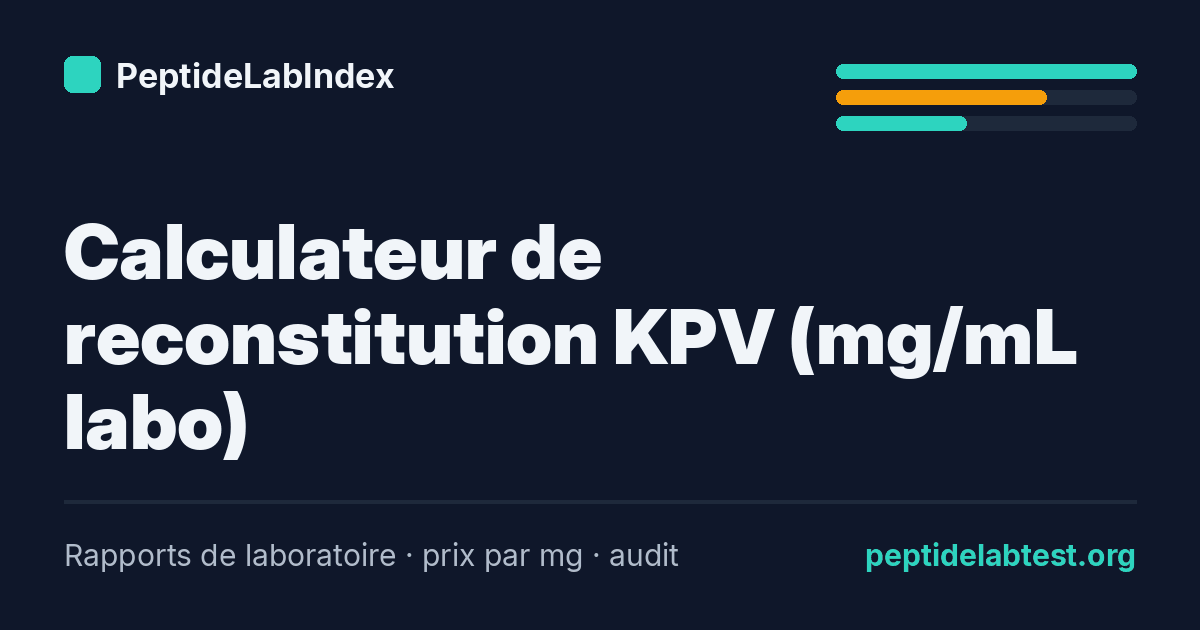 PeptideLabIndex
Calculateur de
reconstitution KPV (mg/mL
labo)
Rapports de laboratoire · prix par mg · audit
peptidelabtest.org